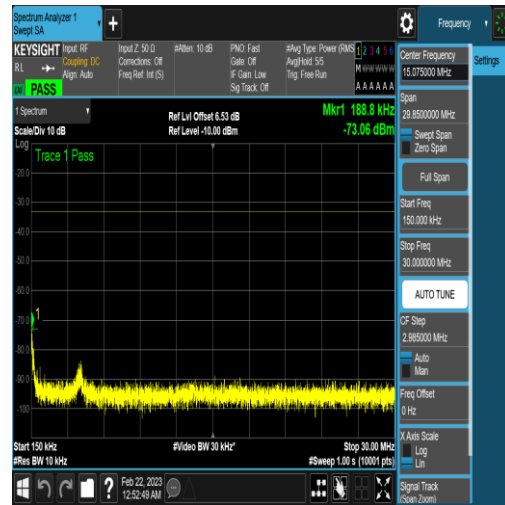 Spectrum Analyzer 1
Swept SA
+
Frequency
KEYSIGHT
RL
PASS
Input: RF
Coupling: DC
Align: Auto
Input Z: 50 Ω
Corrections: Off
Freq Ref: Int (S)
#Atten: 10 dB
PNO: Fast
Gate: Off
IF Gain: Low
Sig Track: Off
#Avg Type: Power (RMS
Avg|Hold: 5/5
Trig: Free Run
1 2 3 4 5 6
M W W W W W
A A A A A A
1 Spectrum
Scale/Div 10 dB
Ref Lvl Offset 6.53 dB
Ref Level -10.00 dBm
Mkr1 188.8 kHz
-73.06 dBm
Log
Trace 1 Pass
-20.0
-30.0
-40.0
-50.0
-60.0
-70.0
1
-80.0
-90.0
-100
Start 150 kHz
#Res BW 10 kHz
#Video BW 30 kHz*
Stop 30.00 MHz
#Sweep 1.00 s (10001 pts)
?
Feb 22, 2023
12:52:49 AM
Center Frequency
15.075000 MHz
Settings
Span
29.8500000 MHz
Swept Span
Zero Span
Full Span
Start Freq
150.000 kHz
Stop Freq
30.000000 MHz
AUTO TUNE
CF Step
2.985000 MHz
Auto
Man
Freq Offset
0 Hz
X Axis Scale
Log
Lin
Signal Track
(Span Zoom)